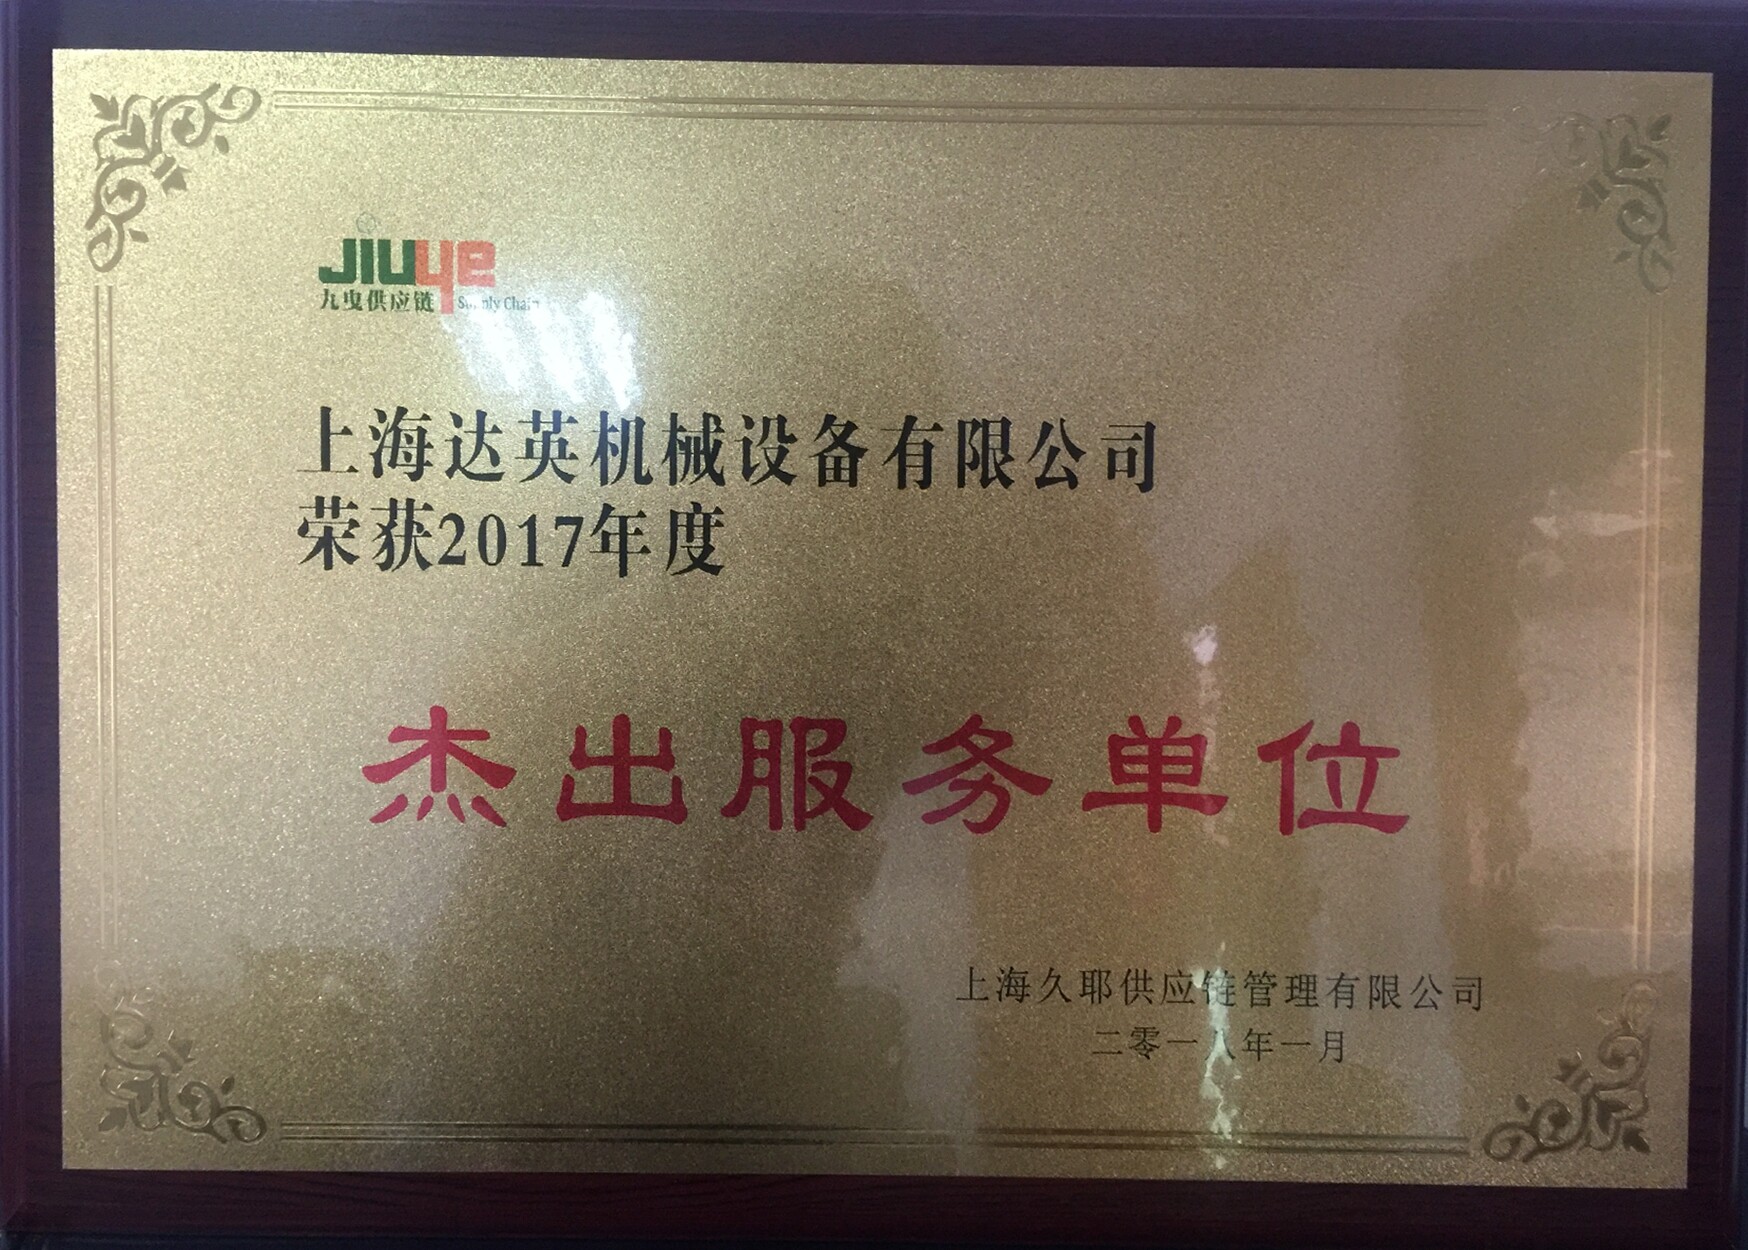 JIUYE
九曳供应链 Supply Chain
上海达英机械设备有限公司
荣获2017年度
杰出服务单位
上海久耶供应链管理有限公司
二零一八年一月